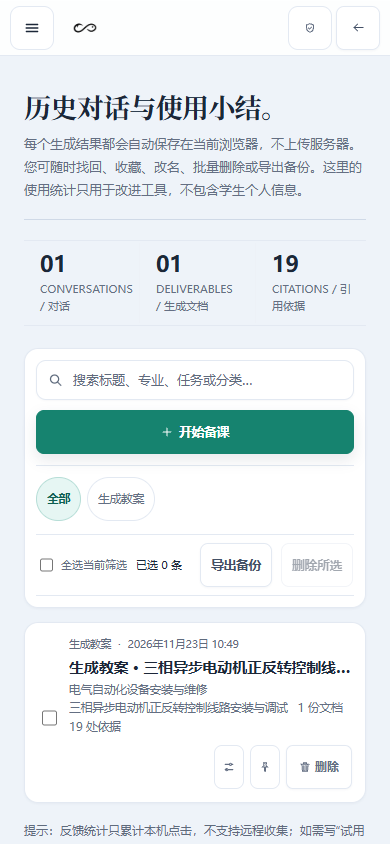 历史对话与使用小结。
每个生成结果都会自动保存在当前浏览器，不上传服务器。
您可随时找回、收藏、改名、批量删除或导出备份。这里的
使用统计只用于改进工具，不包含学生个人信息。
01
CONVERSATIONS
/ 对话
01
DELIVERABLES
/ 生成文档
19
CITATIONS / 引
用依据
搜索标题、专业、任务或分类...
+ 开始备课
全部
生成教案
全选当前筛选
已选 0 条
导出备份
删除所选
生成教案 · 2026年11月23日 10:49
生成教案 · 三相异步电动机正反转控制线...
电气自动化设备安装与维修
三相异步电动机正反转控制线路安装与调试 1 份文档
19 处依据
删除
提示：反馈统计只累计本机点击，不支持远程收集；如需写“试用